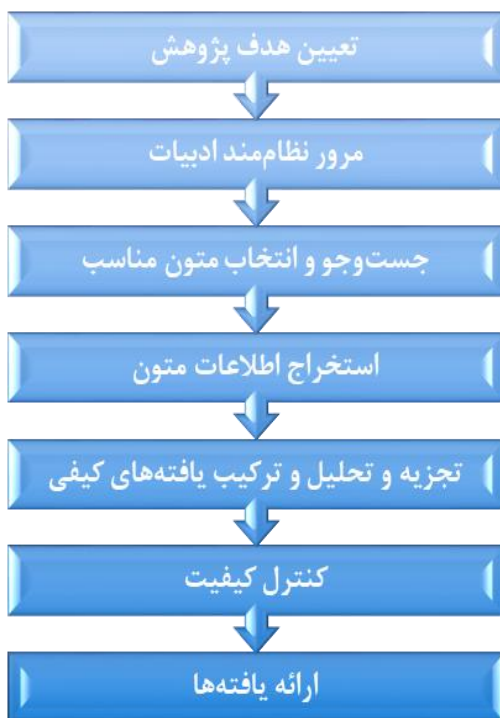 تعیین هدف پژوهش
مرور نظام‌مند ادبیات
جست‌وجو و انتخاب متون مناسب
استخراج اطلاعات متون
تجزیه و تحلیل و ترکیب یافته‌های کیفی
کنترل کیفیت
ارائه یافته‌ها